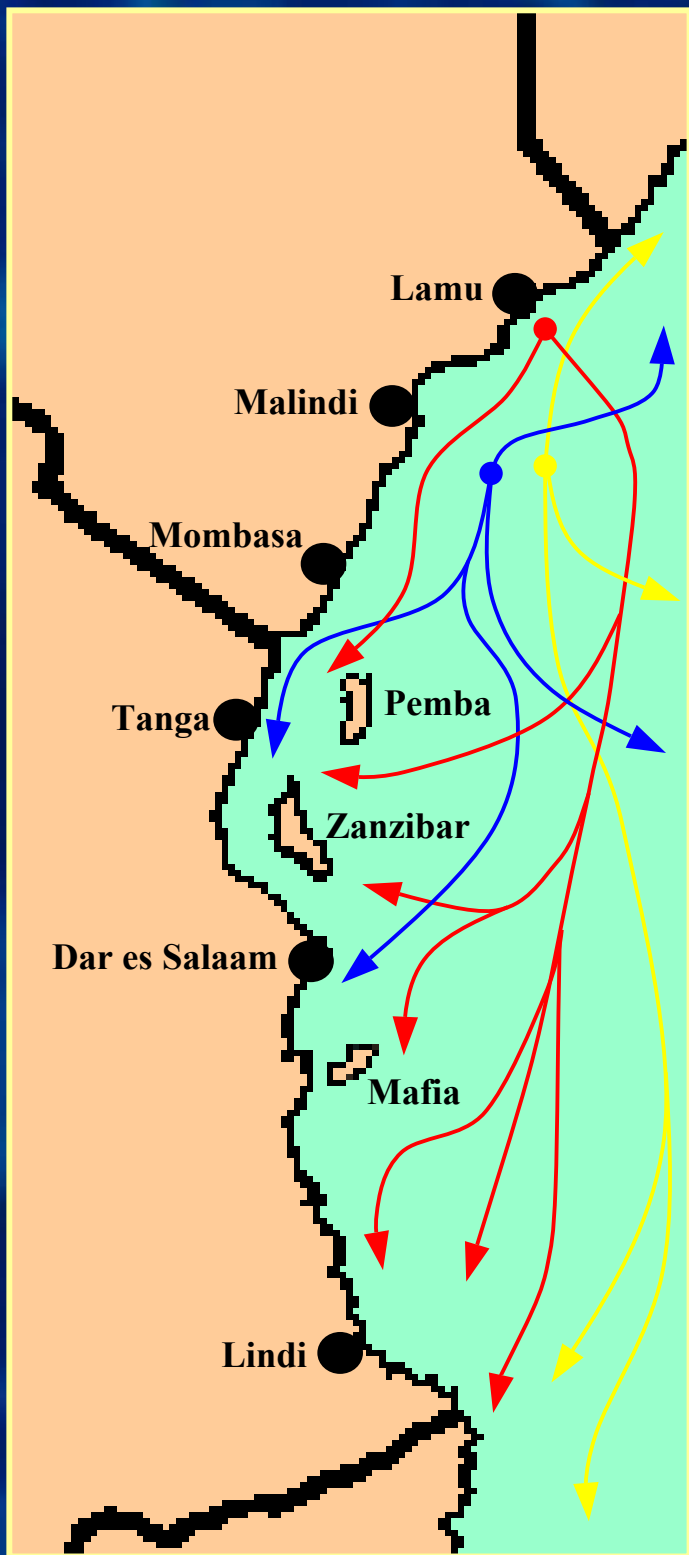 Lamu
Malindi
Mombasa
Pemba
Tanga
Zanzibar
Dar es Salaam
Mafia
Lindi